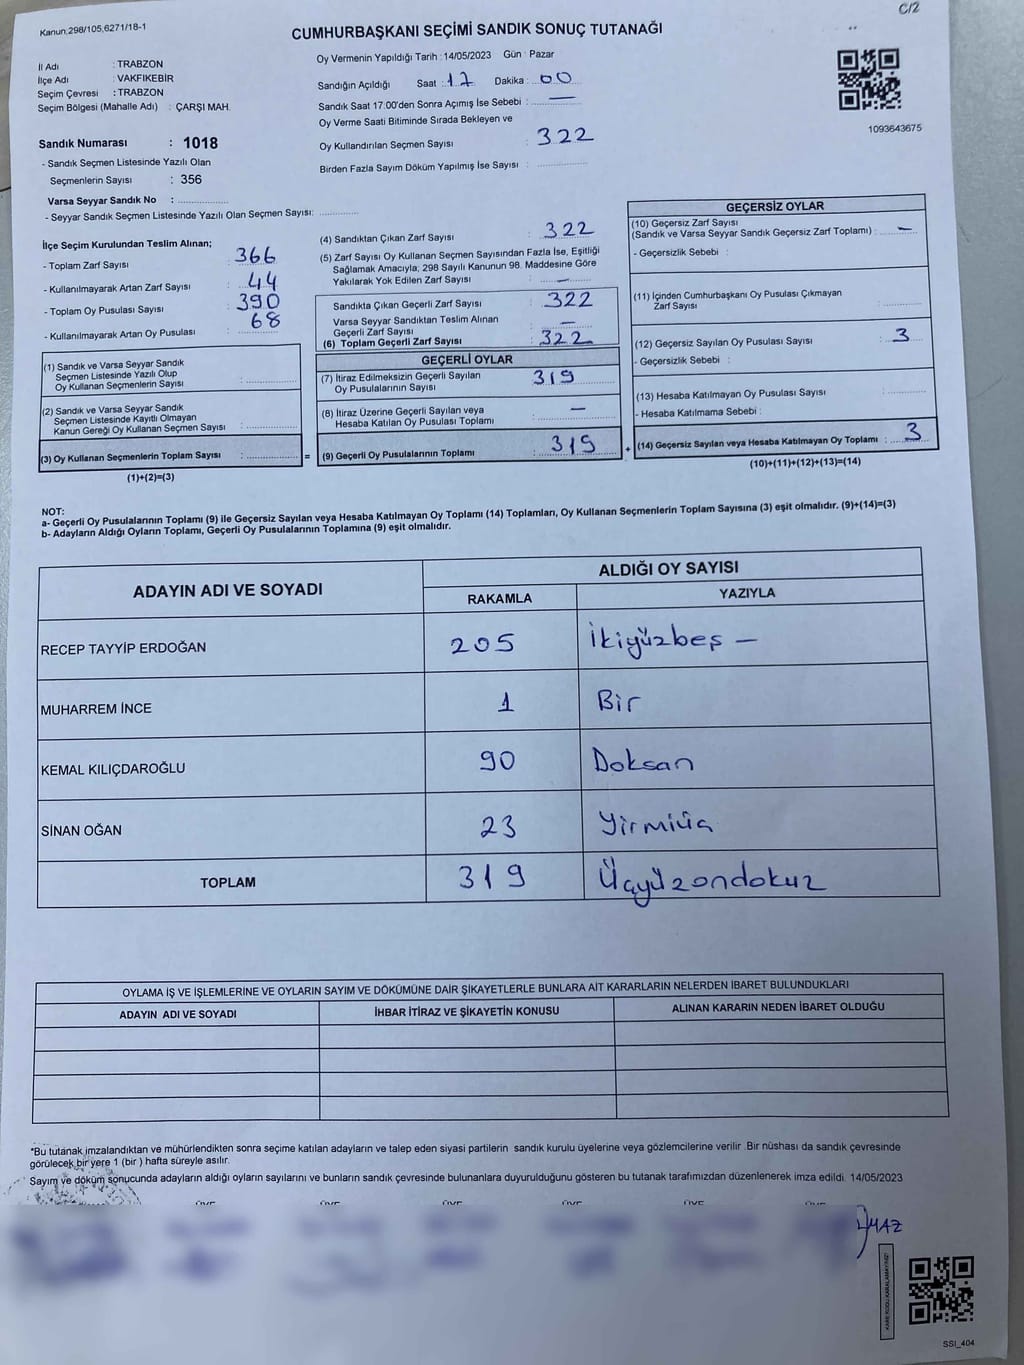 C/2
Kanun;298/105,6271/18-1
CUMHURBAŞKANI SEÇİMİ SANDIK SONUÇ TUTANAĞI
İl Adı : TRABZON
İlçe Adı : VAKFIKEBİR
Seçim Çevresi : TRABZON
Seçim Bölgesi (Mahalle Adı) : ÇARŞI MAH.
Oy Vermenin Yapıldığı Tarih : 14/05/2023 Gün : Pazar
Sandığın Açıldığı Saat : 17 Dakika : 00
Sandık Saat 17:00'den Sonra Açımış İse Sebebi : —
Oy Verme Saati Bitiminde Sırada Bekleyen ve
Oy Kullandırılan Seçmen Sayısı : 322
Birden Fazla Sayım Döküm Yapılmış İse Sayısı :
1093643675
Sandık Numarası : 1018
- Sandık Seçmen Listesinde Yazılı Olan
Seçmenlerin Sayısı : 356
Varsa Seyyar Sandık No :
- Seyyar Sandık Seçmen Listesinde Yazılı Olan Seçmen Sayısı:
İlçe Seçim Kurulundan Teslim Alınan;
- Toplam Zarf Sayısı : 366
- Kullanılmayarak Artan Zarf Sayısı : 44
- Toplam Oy Pusulası Sayısı : 390
- Kullanılmayarak Artan Oy Pusulası : 68
(1) Sandık ve Varsa Seyyar Sandık
Seçmen Listesinde Yazılı Olup
Oy Kullanan Seçmenlerin Sayısı :
(2) Sandık ve Varsa Seyyar Sandık
Seçmen Listesinde Kayıtlı Olmayan
Kanun Gereği Oy Kullanan Seçmen Sayısı :
(3) Oy Kullanan Seçmenlerin Toplam Sayısı : =
(1)+(2)=(3)
(4) Sandıktan Çıkan Zarf Sayısı : 322
(5) Zarf Sayısı Oy Kullanan Seçmen Sayısından Fazla İse, Eşitliği
Sağlamak Amacıyla, 298 Sayılı Kanunun 98. Maddesine Göre
Yakılarak Yok Edilen Zarf Sayısı : —
Sandıkta Çıkan Geçerli Zarf Sayısı : 322
Varsa Seyyar Sandıktan Teslim Alınan
Geçerli Zarf Sayısı : —
(6) Toplam Geçerli Zarf Sayısı : 322
GEÇERLİ OYLAR
(7) İtiraz Edilmeksizin Geçerli Sayılan
Oy Pusulalarının Sayısı : 319
(8) İtiraz Üzerine Geçerli Sayılan veya
Hesaba Katılan Oy Pusulası Toplamı : —
(9) Geçerli Oy Pusulalarının Toplamı : 319 +
GEÇERSİZ OYLAR
(10) Geçersiz Zarf Sayısı
(Sandık ve Varsa Seyyar Sandık Geçersiz Zarf Toplamı) : —
- Geçersizlik Sebebi :
(11) İçinden Cumhurbaşkanı Oy Pusulası Çıkmayan
Zarf Sayısı :
(12) Geçersiz Sayılan Oy Pusulası Sayısı : 3
- Geçersizlik Sebebi :
(13) Hesaba Katılmayan Oy Pusulası Sayısı :
- Hesaba Katılmama Sebebi :
(14) Geçersiz Sayılan veya Hesaba Katılmayan Oy Toplamı : 3
(10)+(11)+(12)+(13)=(14)
NOT:
a- Geçerli Oy Pusulalarının Toplamı (9) ile Geçersiz Sayılan veya Hesaba Katılmayan Oy Toplamı (14) Toplamları, Oy Kullanan Seçmenlerin Toplam Sayısına (3) eşit olmalıdır. (9)+(14)=(3)
b- Adayların Aldığı Oyların Toplamı, Geçerli Oy Pusulalarının Toplamına (9) eşit olmalıdır.
ADAYIN ADI VE SOYADI ALDIĞI OY SAYISI
RAKAMLA YAZIYLA
RECEP TAYYİP ERDOĞAN 205 İkiyüzbeş —
MUHARREM İNCE 1 Bir
KEMAL KILIÇDAROĞLU 90 Doksan
SİNAN OĞAN 23 Yirmiüç
TOPLAM 319 Üçyüzondokuz
OYLAMA İŞ VE İŞLEMLERİNE VE OYLARIN SAYIM VE DÖKÜMÜNE DAİR ŞİKAYETLERLE BUNLARA AİT KARARLARIN NELERDEN İBARET BULUNDUKLARI
ADAYIN ADI VE SOYADI İHBAR İTİRAZ VE ŞİKAYETİN KONUSU ALINAN KARARIN NEDEN İBARET OLDUĞU
*Bu tutanak imzalandıktan ve mühürlendikten sonra seçime katılan adayların ve talep eden siyasi partilerin sandık kurulu üyelerine veya gözlemcilerine verilir. Bir nüshası da sandık çevresinde
görülecek bir yere 1 (bir ) hafta süreyle asılır.
Sayım ve döküm sonucunda adayların aldığı oyların sayılarını ve bunların sandık çevresinde bulunanlara duyurulduğunu gösteren bu tutanak tarafımızdan düzenlenerek imza edildi. 14/05/2023
ÜYE ÜYE ÜYE ÜYE ÜYE ÜYE
SSI_404